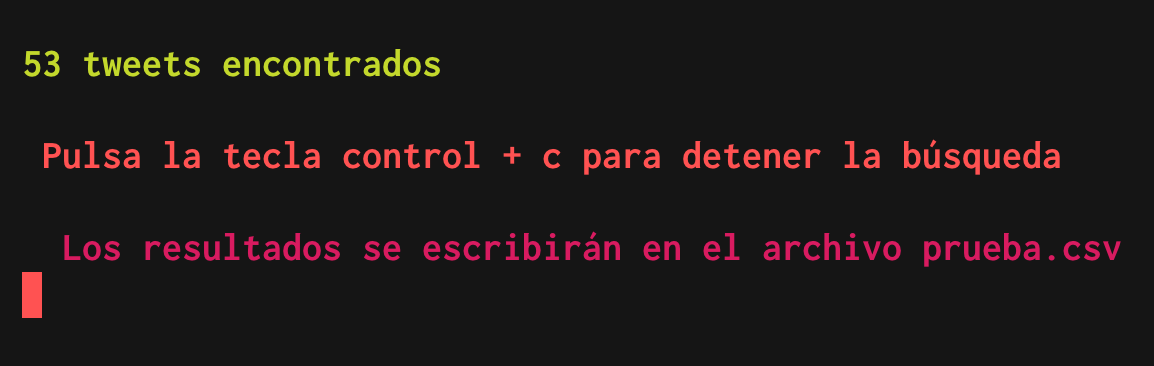 53 tweets encontrados
Pulsa la tecla control + c para detener la búsqueda
Los resultados se escribirán en el archivo prueba.csv